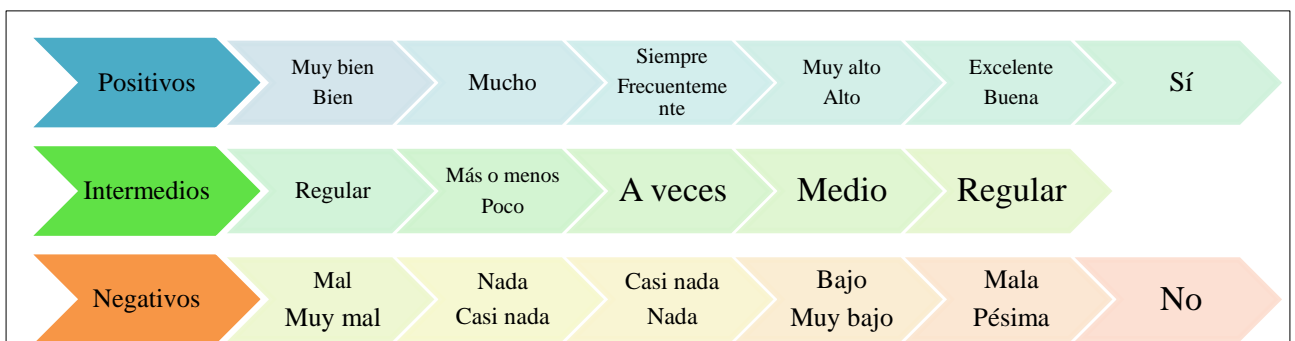 Positivos
Muy bien
Bien
Mucho
Siempre
Frecuenteme
nte
Muy alto
Alto
Excelente
Buena
Sí
Intermedios
Regular
Más o menos
Poco
A veces
Medio
Regular
Negativos
Mal
Muy mal
Nada
Casi nada
Casi nada
Nada
Bajo
Muy bajo
Mala
Pésima
No